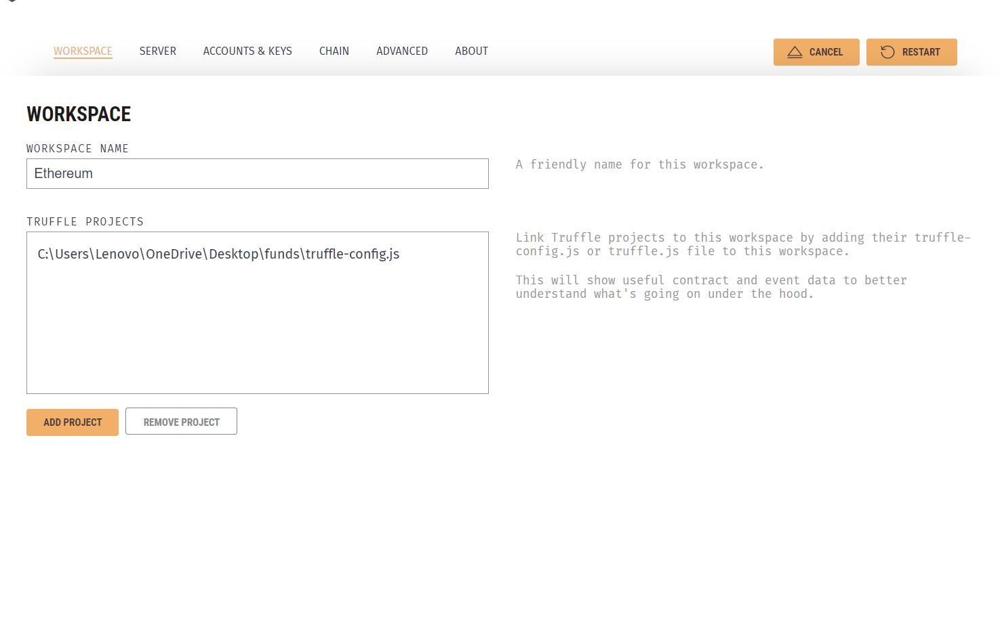 WORKSPACE SERVER ACCOUNTS & KEYS CHAIN ADVANCED ABOUT CANCEL RESTART
WORKSPACE
WORKSPACE NAME
Ethereum
A friendly name for this workspace.
TRUFFLE PROJECTS
C:\Users\Lenovo\OneDrive\Desktop\funds\truffle-config.js
Link Truffle projects to this workspace by adding their truffle-
config.js or truffle.js file to this workspace.
This will show useful contract and event data to better
understand what's going on under the hood.
ADD PROJECT REMOVE PROJECT